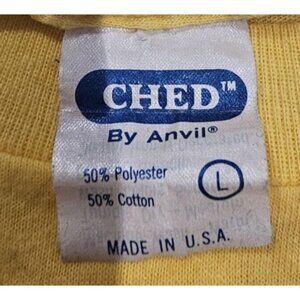 CHED™
By Anvil®
50% Polyester
50% Cotton
L
MADE IN U.S.A.